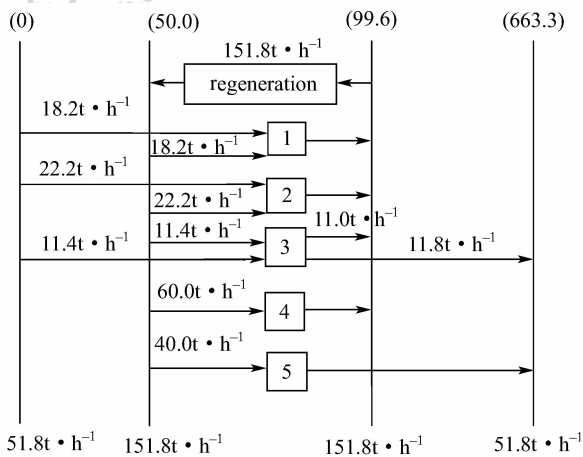 (0) (50.0) (99.6) (663.3)
151.8t • h⁻¹
regeneration
18.2t • h⁻¹
1
18.2t • h⁻¹
22.2t • h⁻¹
2
22.2t • h⁻¹
11.0t • h⁻¹
11.4t • h⁻¹
11.4t • h⁻¹
3
11.8t • h⁻¹
60.0t • h⁻¹
4
40.0t • h⁻¹
5
51.8t • h⁻¹ 151.8t • h⁻¹ 151.8t • h⁻¹ 51.8t • h⁻¹